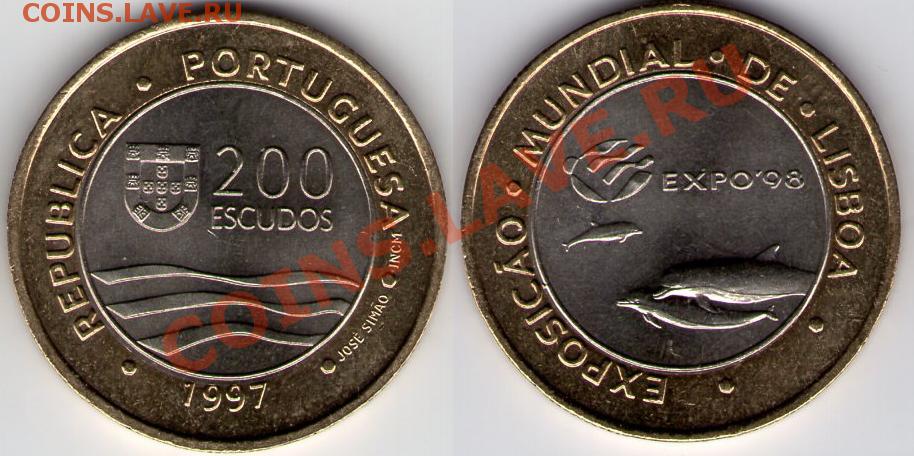 COINS.LAVE.RU
REPUBLICA • PORTUGUESA
200
ESCUDOS
JOSÉ SIMÃO • INCM
• 1997 •
EXPOSIÇÃO • MUNDIAL • DE • LISBOA
EXPO'98
COINS.LAVE.RU